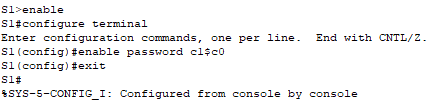 S1>enable
S1#configure terminal
Enter configuration commands, one per line.  End with CNTL/Z.
S1(config)#enable password c1$c0
S1(config)#exit
S1#
%SYS-5-CONFIG_I: Configured from console by console